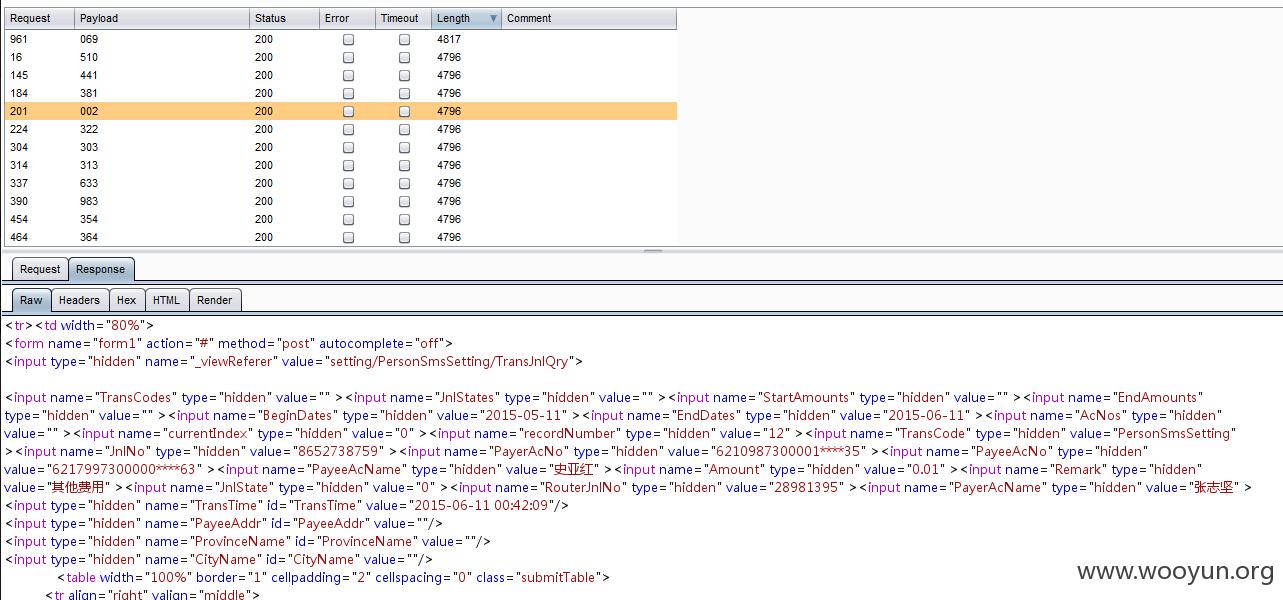 Request Payload Status Error Timeout Length Comment
961 069 200 4817
16 510 200 4796
145 441 200 4796
184 381 200 4796
201 002 200 4796
224 322 200 4796
304 303 200 4796
314 313 200 4796
337 633 200 4796
390 983 200 4796
454 354 200 4796
464 364 200 4796
Request Response
Raw Headers Hex HTML Render
<tr><td width="80%">
<form name="form1" action="#" method="post" autocomplete="off">
<input type="hidden" name="_viewReferer" value="setting/PersonSmsSetting/TransJnlQry">
<input name="TransCodes" type="hidden" value="" ><input name="JnlStates" type="hidden" value="" ><input name="StartAmounts" type="hidden" value="" ><input name="EndAmounts"
type="hidden" value="" ><input name="BeginDates" type="hidden" value="2015-05-11" ><input name="EndDates" type="hidden" value="2015-06-11" ><input name="AcNos" type="hidden"
value="" ><input name="currentIndex" type="hidden" value="0" ><input name="recordNumber" type="hidden" value="12" ><input name="TransCode" type="hidden" value="PersonSmsSetting"
><input name="JnlNo" type="hidden" value="8652738759" ><input name="PayerAcNo" type="hidden" value="6210987300001****35" ><input name="PayeeAcNo" type="hidden"
value="6217997300000****63" ><input name="PayeeAcName" type="hidden" value="史亚红" ><input name="Amount" type="hidden" value="0.01" ><input name="Remark" type="hidden"
value="其他费用" ><input name="JnlState" type="hidden" value="0" ><input name="RouterJnlNo" type="hidden" value="28981395" ><input name="PayerAcName" type="hidden" value="张志坚" >
<input type="hidden" name="TransTime" id="TransTime" value="2015-06-11 00:42:09"/>
<input type="hidden" name="PayeeAddr" id="PayeeAddr" value=""/>
<input type="hidden" name="ProvinceName" id="ProvinceName" value=""/>
<input type="hidden" name="CityName" id="CityName" value=""/>
<table width="100%" border="1" cellpadding="2" cellspacing="0" class="submitTable">
<tr align="right" valign="middle">
www.wooyun.org